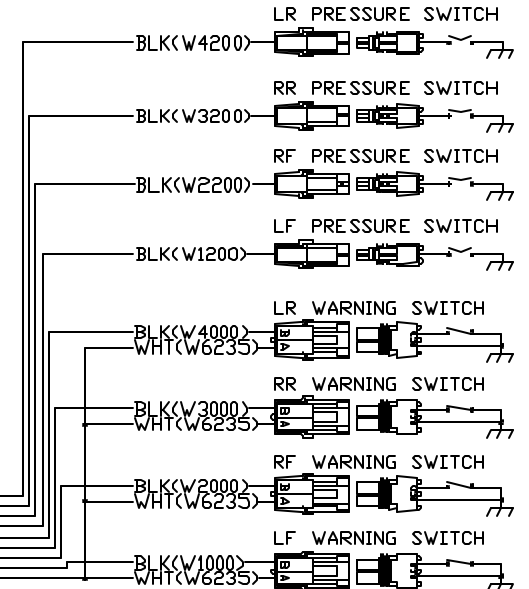 LR PRESSURE SWITCH
BLK(W4200)
RR PRESSURE SWITCH
BLK(W3200)
RF PRESSURE SWITCH
BLK(W2200)
LF PRESSURE SWITCH
BLK(W1200)
LR WARNING SWITCH
BLK(W4000) B
WHT(W6235) A
RR WARNING SWITCH
BLK(W3000) B
WHT(W6235) A
RF WARNING SWITCH
BLK(W2000) B
WHT(W6235) A
LF WARNING SWITCH
BLK(W1000) B
WHT(W6235) A